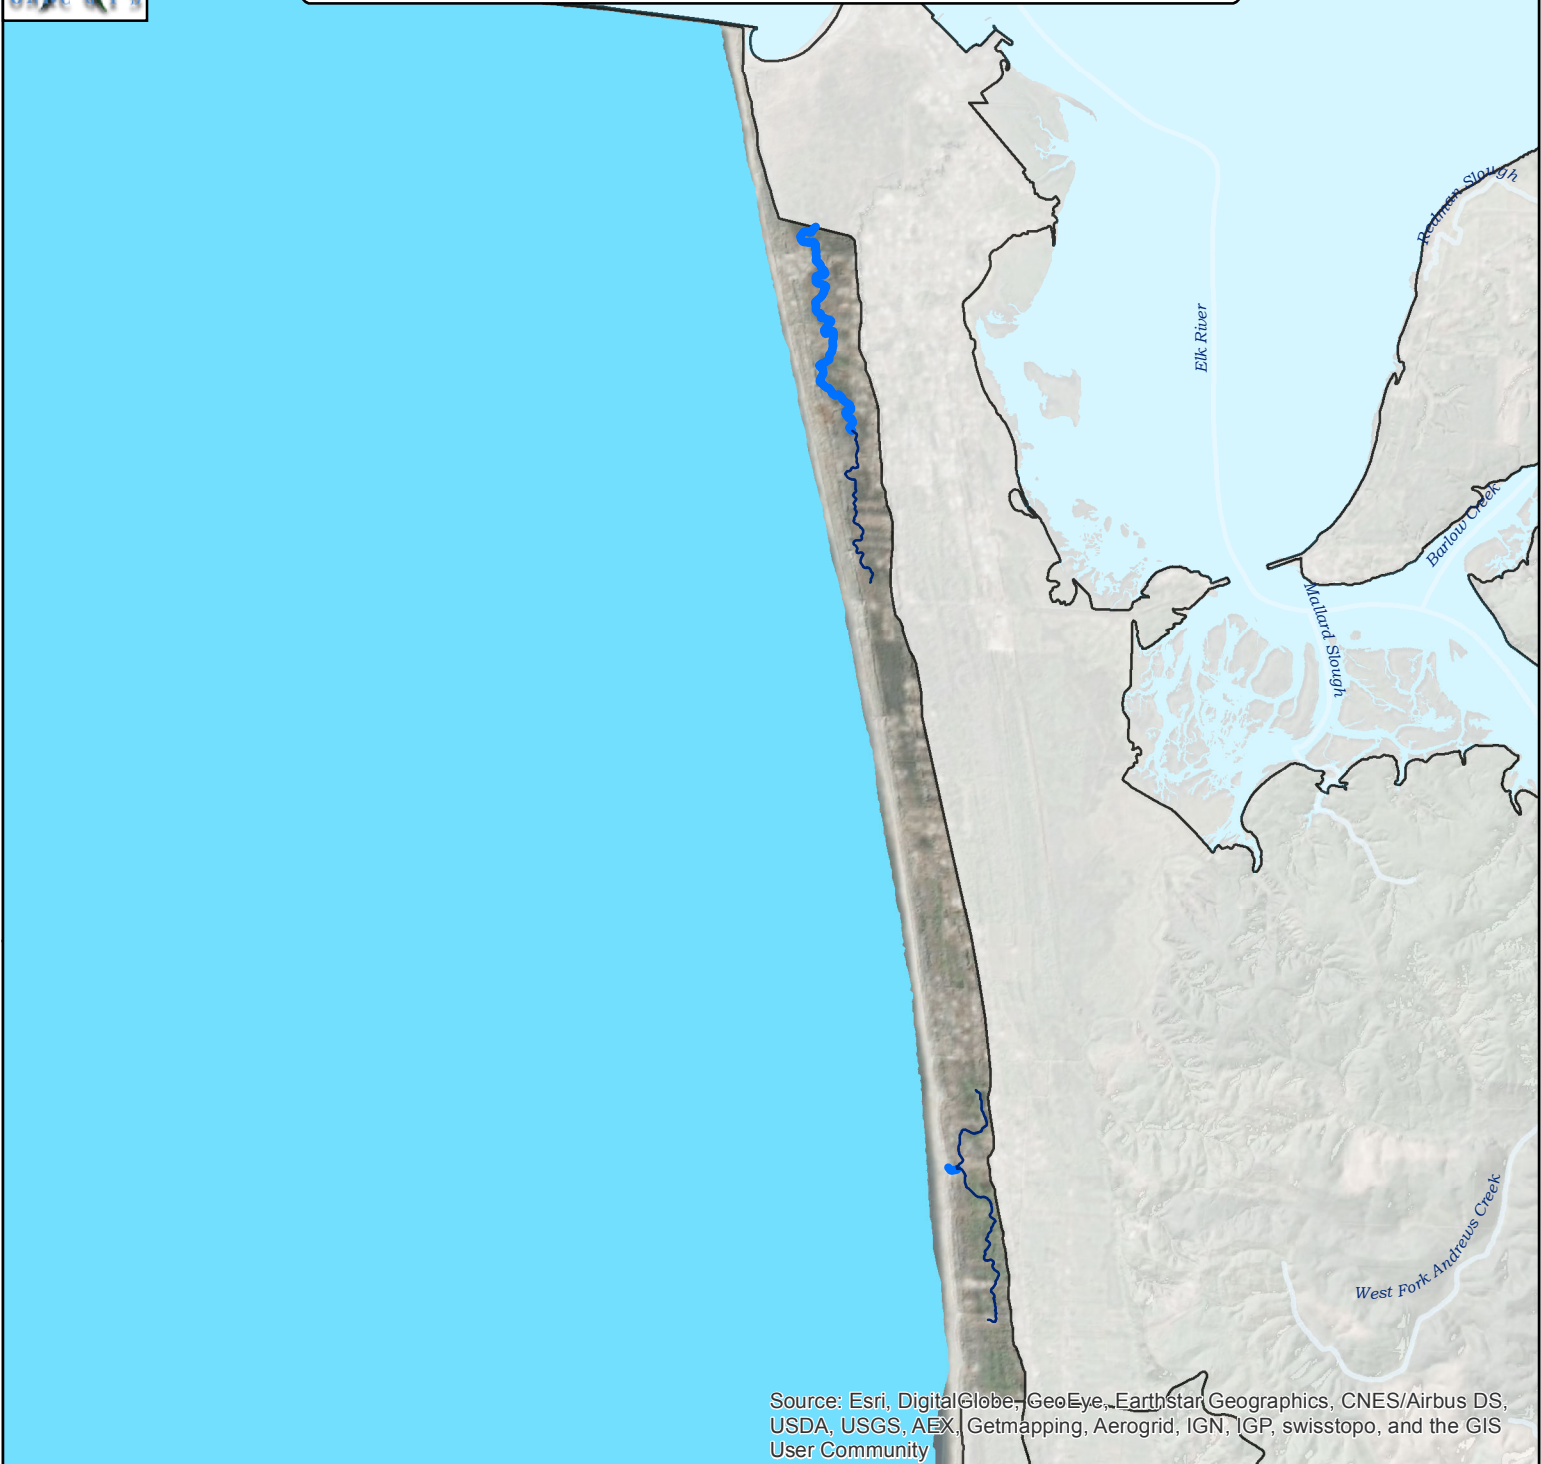 Redman Slough
Elk River
Barlow Creek
Mallard Slough
West Fork Andrews Creek
Source: Esri, DigitalGlobe, GeoEye, Earthstar Geographics, CNES/Airbus DS,
USDA, USGS, AEX, Getmapping, Aerogrid, IGN, IGP, swisstopo, and the GIS
User Community